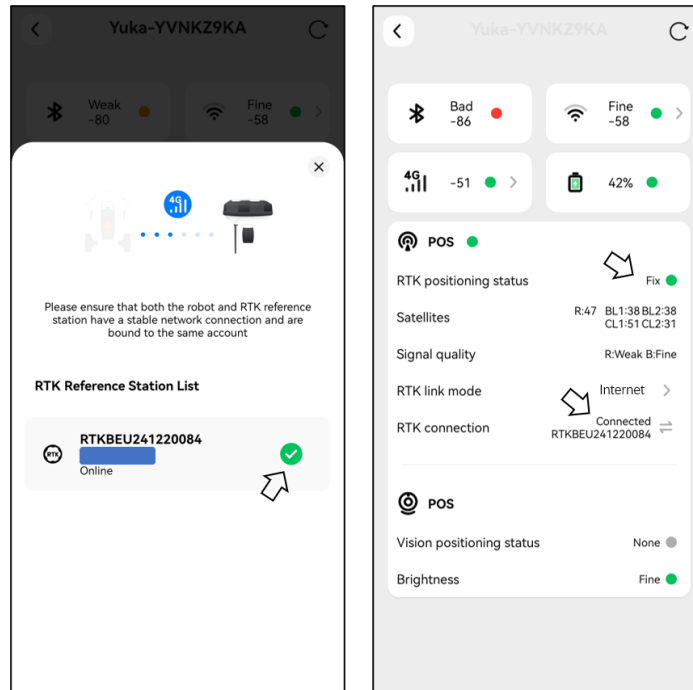 Yuka-YVNKZ9KA
Weak
-80
Fine
-58
4G
Please ensure that both the robot and RTK reference
station have a stable network connection and are
bound to the same account
RTK Reference Station List
RTK
RTKBEU241220084
Online
Yuka-YVNKZ9KA
Bad
-86
Fine
-58
4G
-51
42%
POS
RTK positioning status Fix
Satellites R:47 BL1:38 BL2:38
CL1:51 CL2:31
Signal quality R:Weak B:Fine
RTK link mode Internet
RTK connection Connected
RTKBEU241220084
POS
Vision positioning status None
Brightness Fine